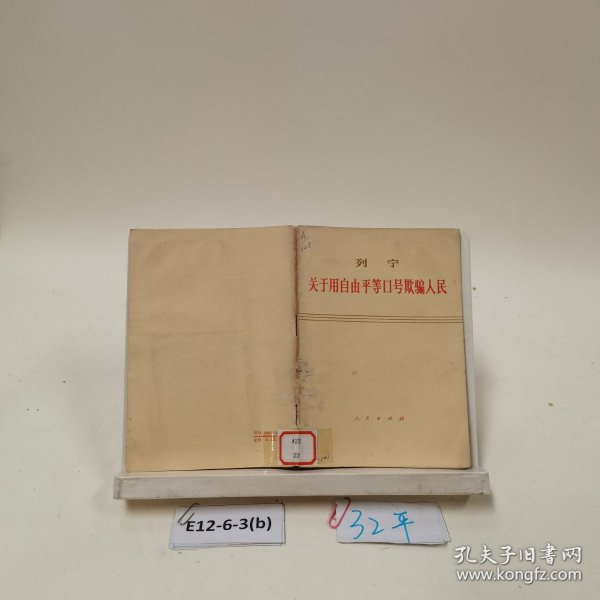 列宁
关于用自由平等口号欺骗人民
人民出版社
E12-6-3(b)
32平
孔夫子旧书网
www.kongfz.com